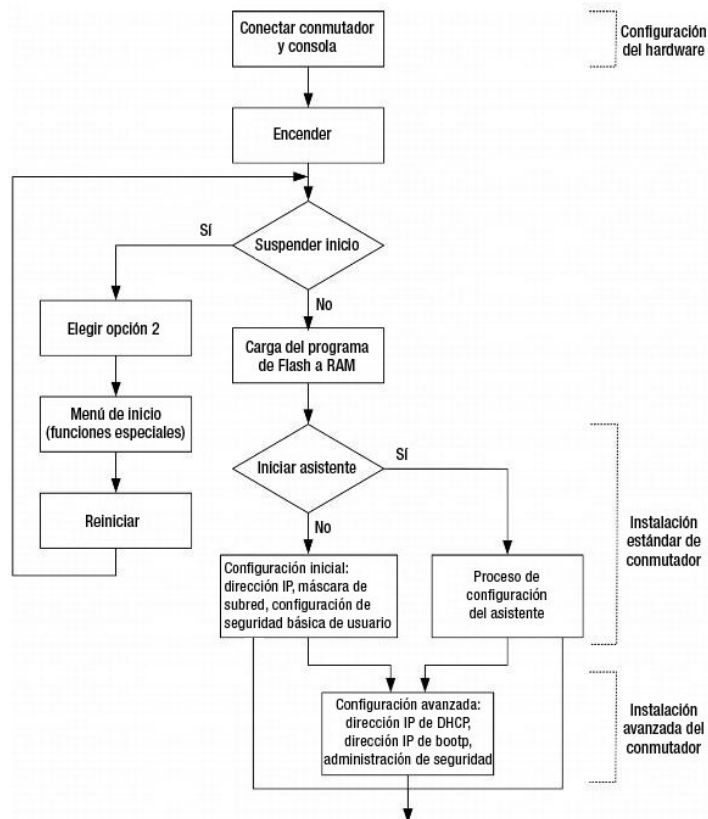 Conectar conmutador
y consola
Configuración
del hardware
Encender
Sí
Suspender inicio
No
Elegir opción 2
Carga del programa
de Flash a RAM
Menú de inicio
(funciones especiales)
Iniciar asistente
Sí
Reiniciar
No
Instalación
estándar de
conmutador
Configuración inicial:
dirección IP, máscara de
subred, configuración de
seguridad básica de usuario
Proceso de
configuración
del asistente
Configuración avanzada:
dirección IP de DHCP,
dirección IP de bootp,
administración de seguridad
Instalación
avanzada del
conmutador